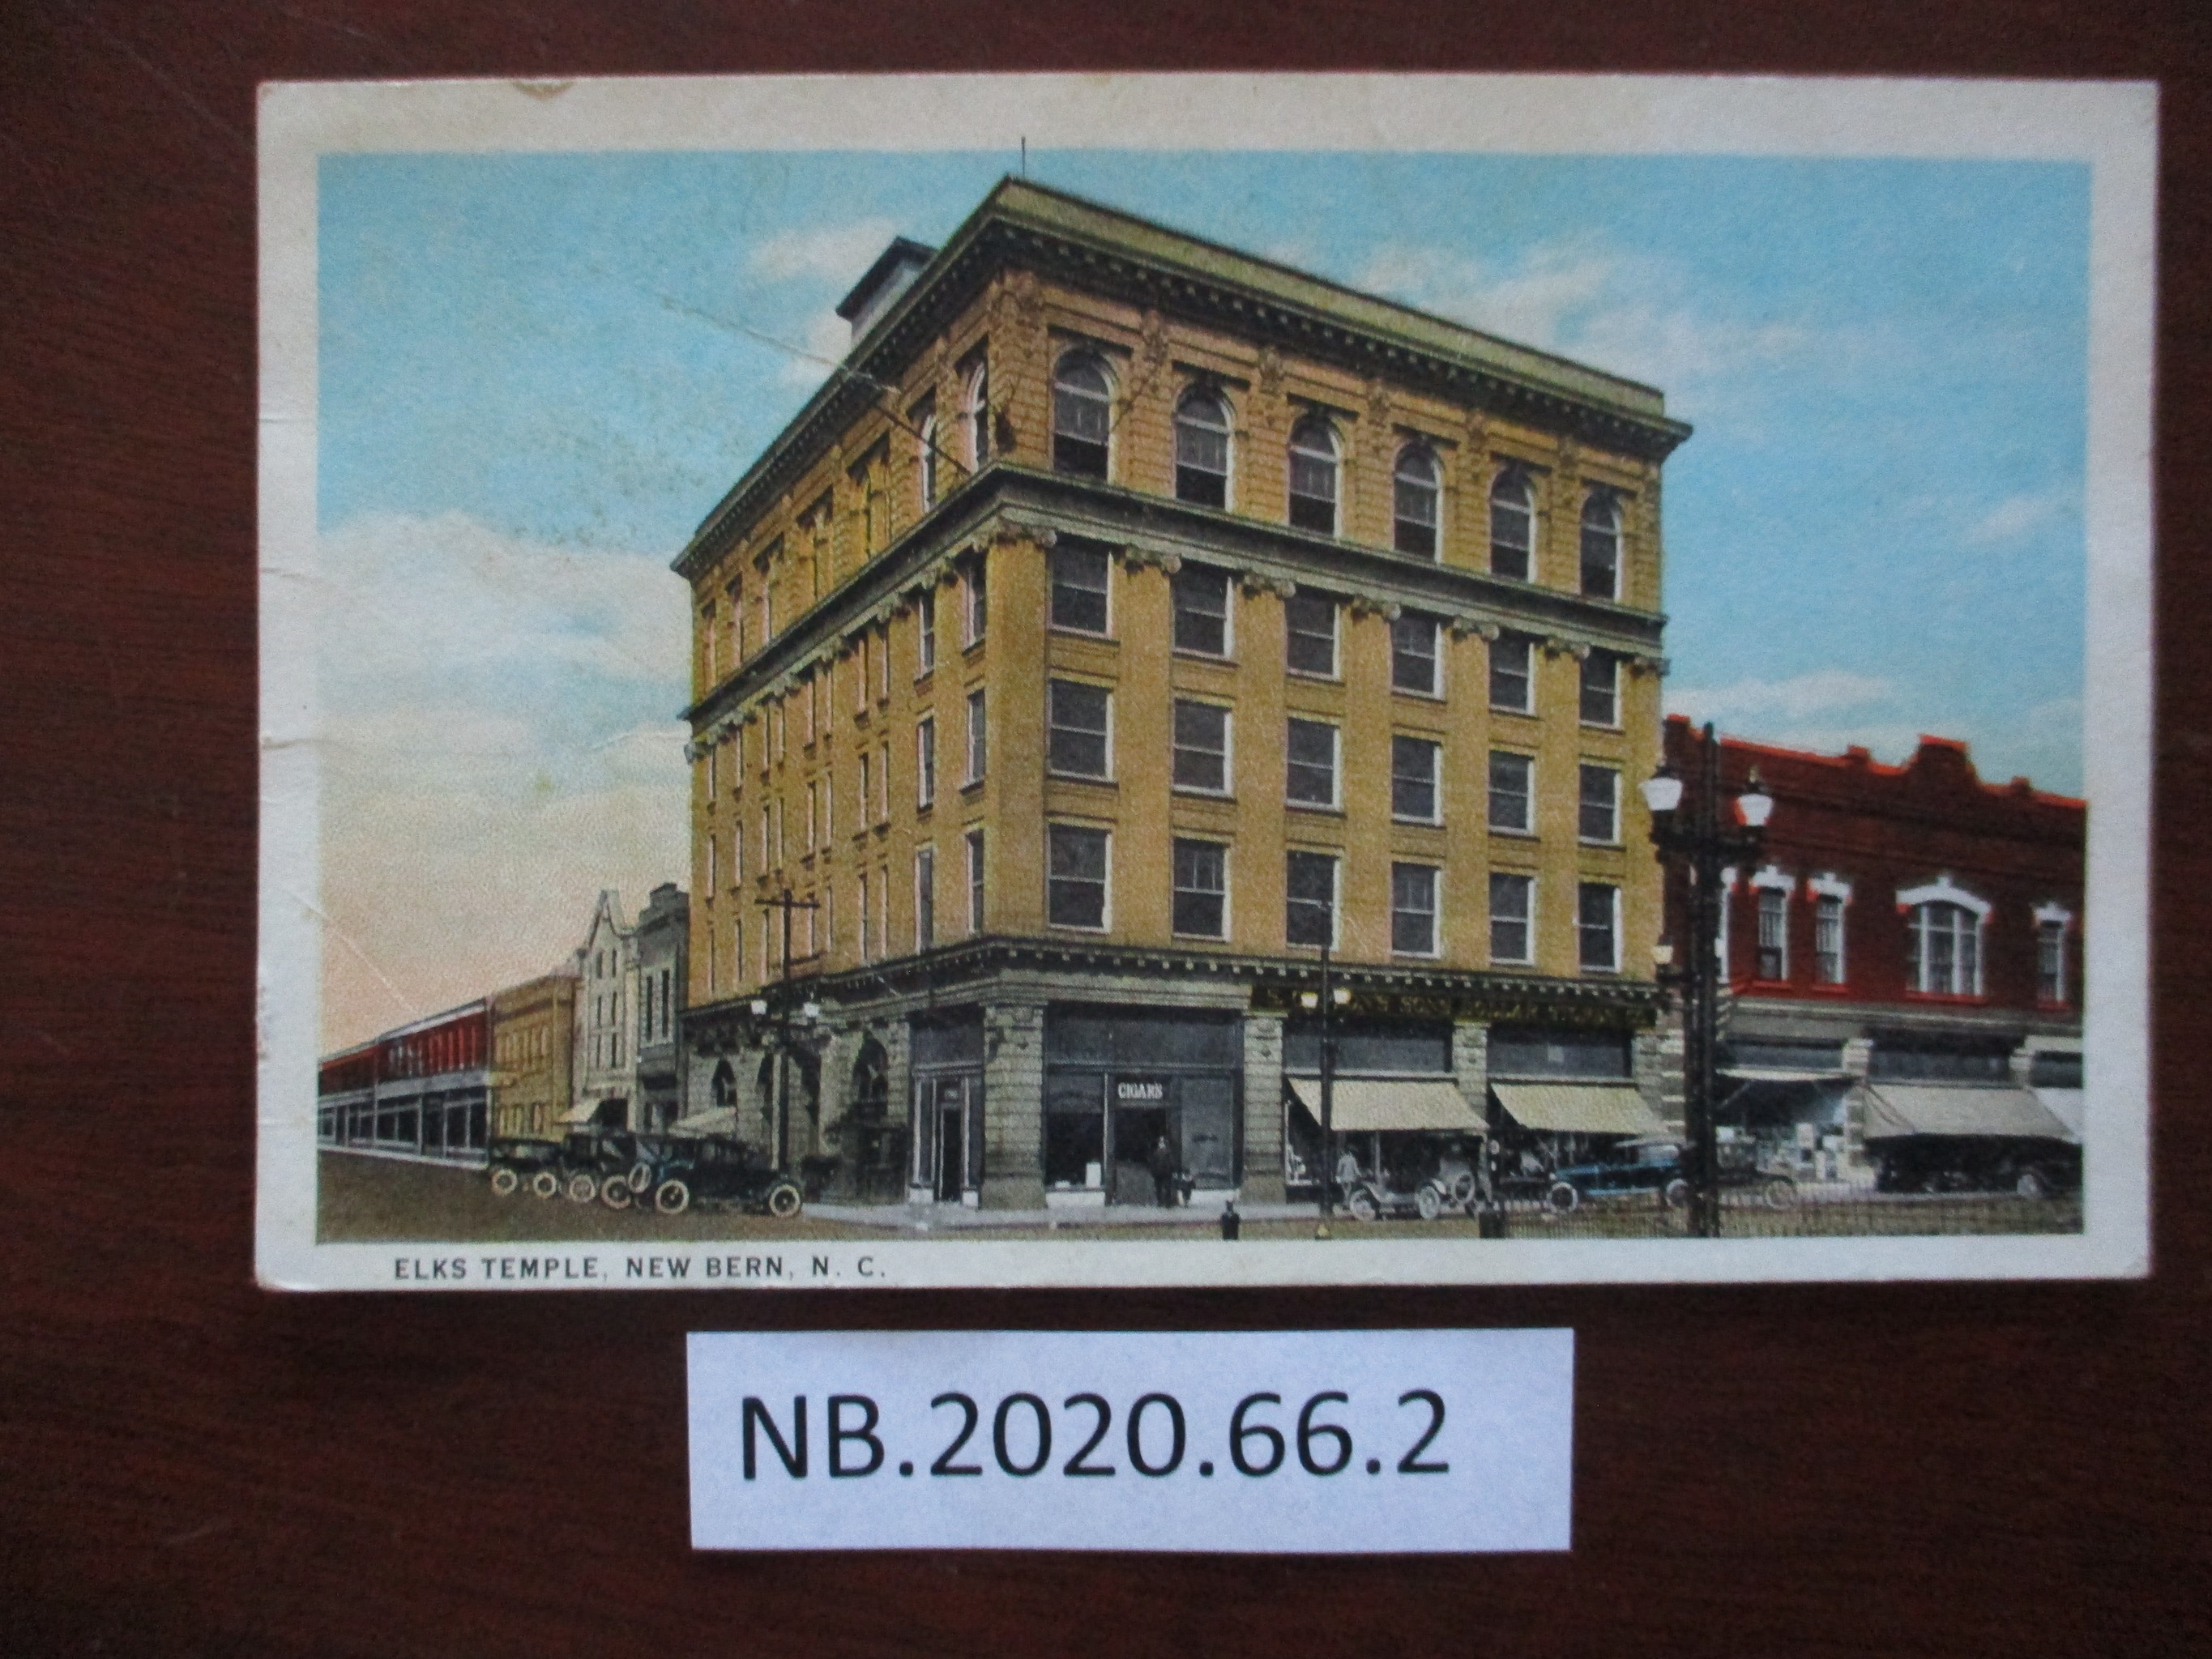 CIGARS
ELKS TEMPLE, NEW BERN, N. C.
NB.2020.66.2